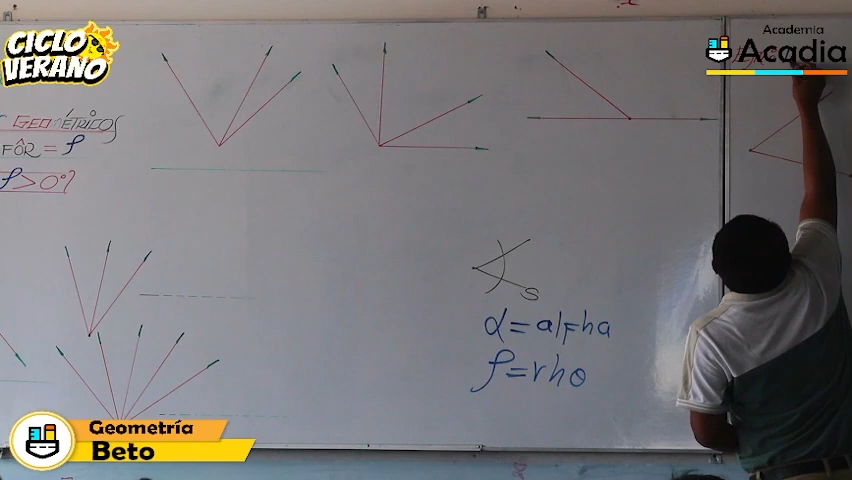 CICLO
VERANO
Academia
Acadia
GEOMÉTRICOS
FÔR = ρ
ρ > 0°
S
α = alpha
ρ = rho
Geometría
Beto